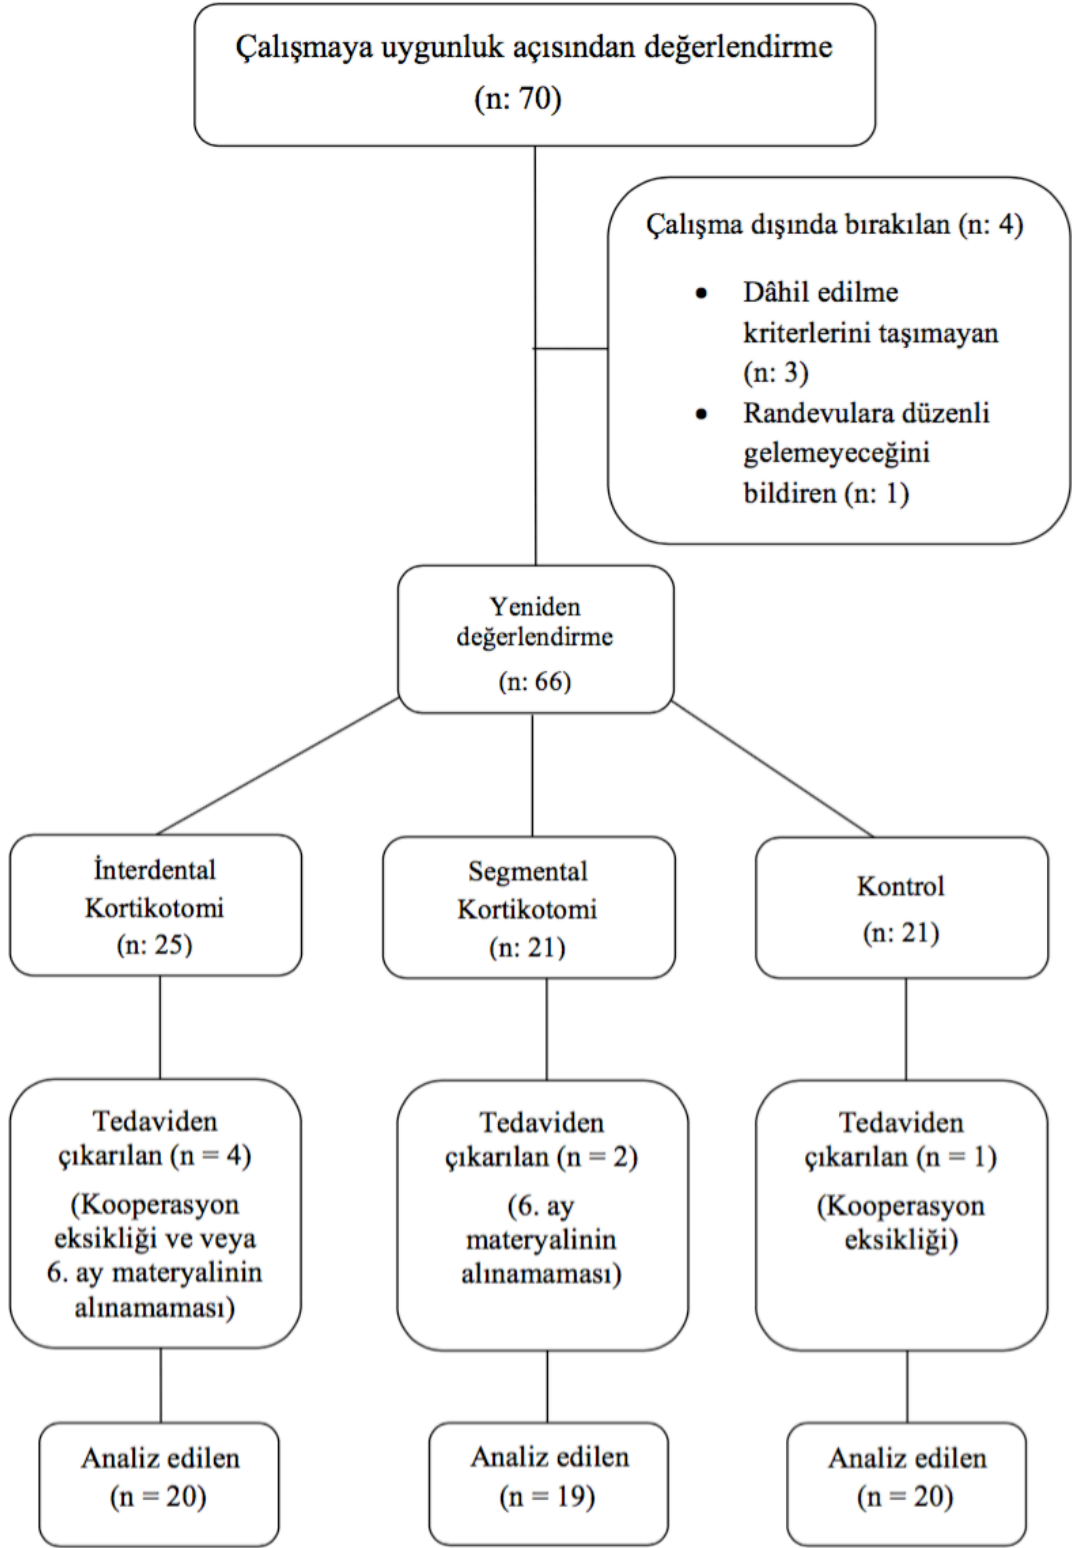 Çalışmaya uygunluk açısından değerlendirme
(n: 70)
Çalışma dışında bırakılan (n: 4)
• Dâhil edilme
kriterlerini taşımayan
(n: 3)
• Randevulara düzenli
gelemeyeceğini
bildiren (n: 1)
Yeniden
değerlendirme
(n: 66)
İnterdental
Kortikotomi
(n: 25)
Segmental
Kortikotomi
(n: 21)
Kontrol
(n: 21)
Tedaviden
çıkarılan (n = 4)
(Kooperasyon
eksikliği ve veya
6. ay materyalinin
alınamaması)
Tedaviden
çıkarılan (n = 2)
(6. ay
materyalinin
alınamaması)
Tedaviden
çıkarılan (n = 1)
(Kooperasyon
eksikliği)
Analiz edilen
(n = 20)
Analiz edilen
(n = 19)
Analiz edilen
(n = 20)